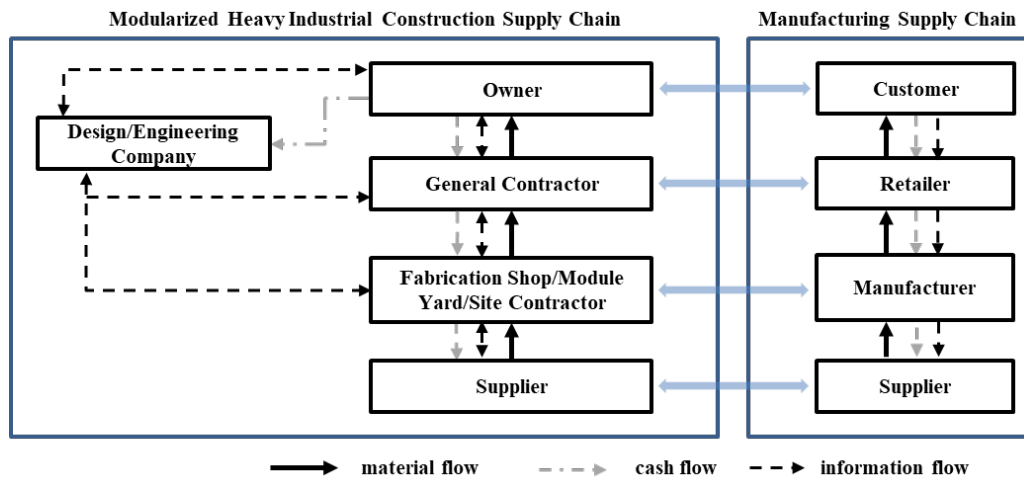 Modularized Heavy Industrial Construction Supply Chain
Manufacturing Supply Chain
Owner
Customer
Design/Engineering
Company
General Contractor
Retailer
Fabrication Shop/Module
Yard/Site Contractor
Manufacturer
Supplier
Supplier
material flow
cash flow
information flow